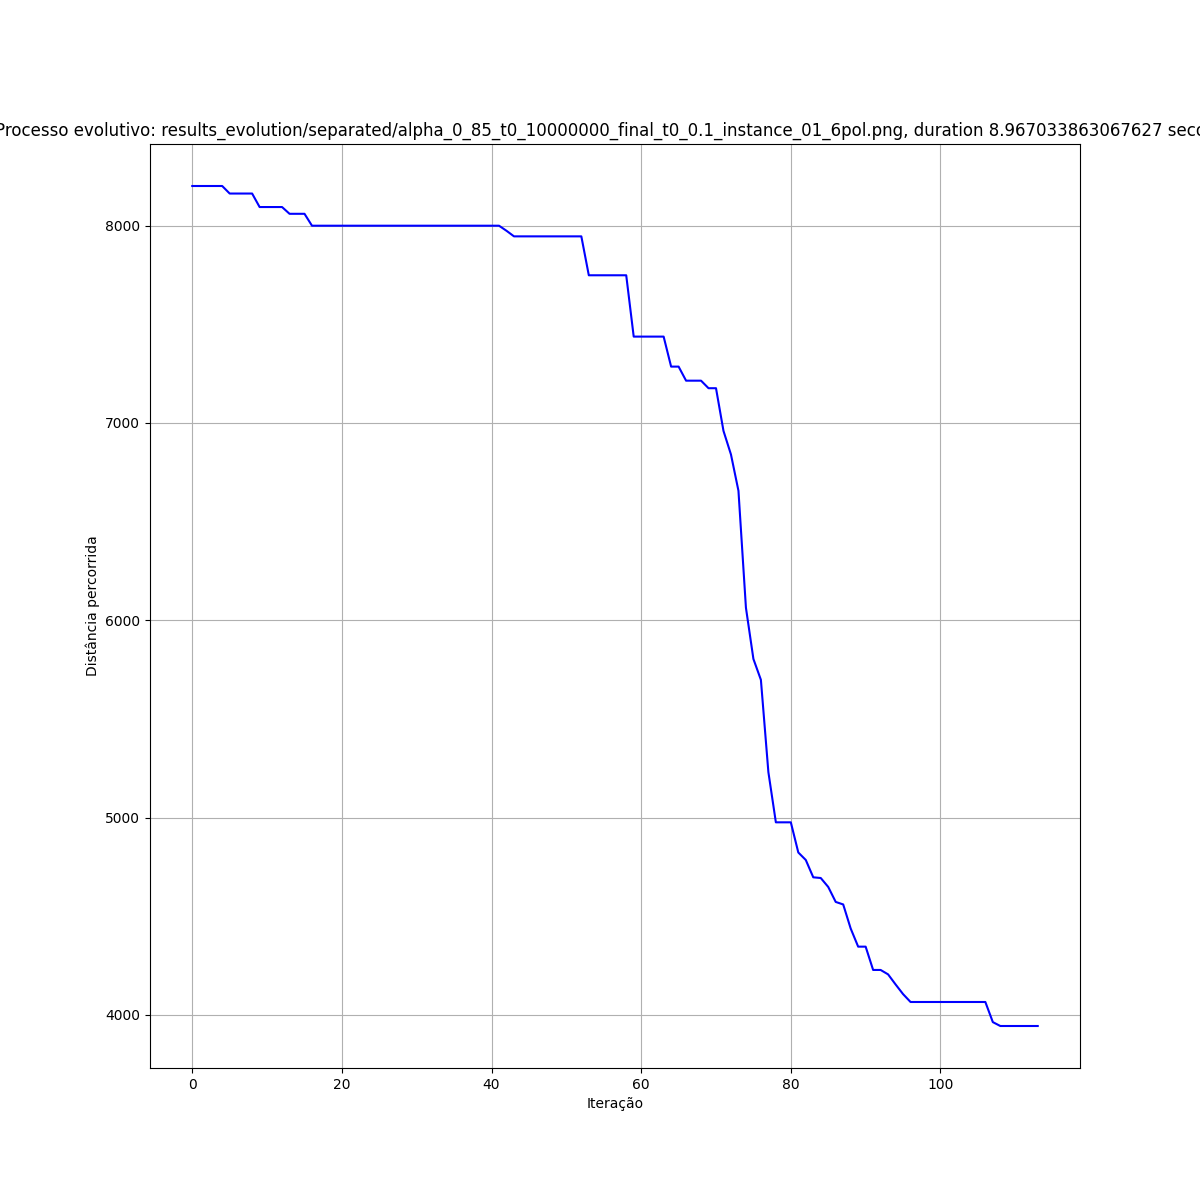 Processo evolutivo: results_evolution/separated/alpha_0_85_t0_10000000_final_t0_0.1_instance_01_6pol.png, duration 8.967033863067627
8000
7000
6000
5000
4000
Distância percorrida
0 20 40 60 80 100
Iteração